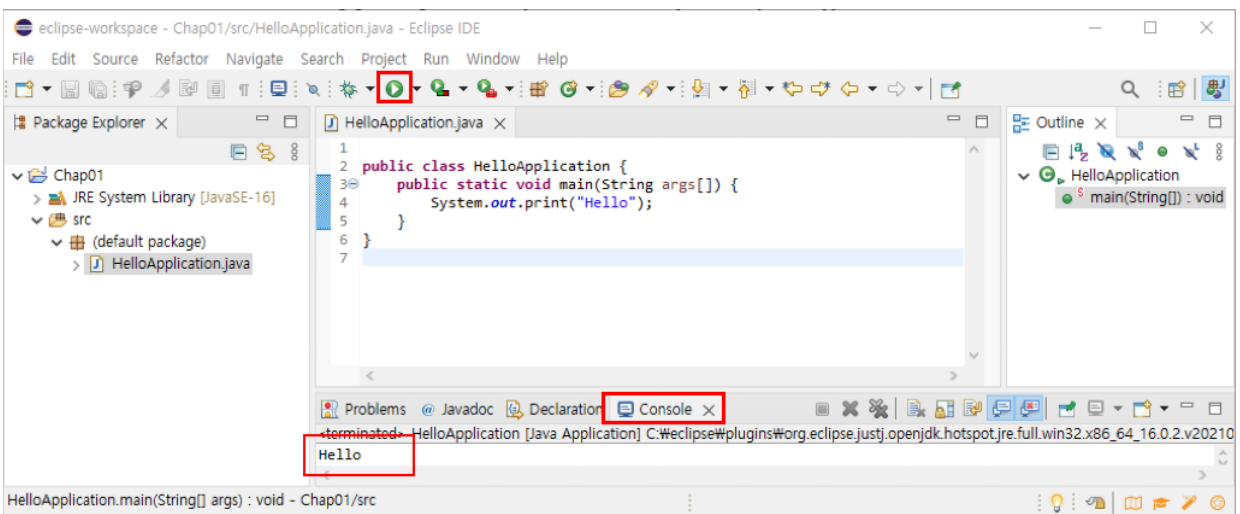 eclipse-workspace - Chap01/src/HelloApplication.java - Eclipse IDE
File Edit Source Refactor Navigate Search Project Run Window Help
Package Explorer
Chap01
JRE System Library [JavaSE-16]
src
(default package)
HelloApplication.java
HelloApplication.java
1
2 public class HelloApplication {
3 public static void main(String args[]) {
4 System.out.print("Hello");
5 }
6 }
7
Outline
HelloApplication
S main(String[]) : void
Problems @ Javadoc Declaration Console
<terminated> HelloApplication [Java Application] C:₩eclipse₩plugins₩org.eclipse.justj.openjdk.hotspot.jre.full.win32.x86_64_16.0.2.v20210
Hello
HelloApplication.main(String[] args) : void - Chap01/src